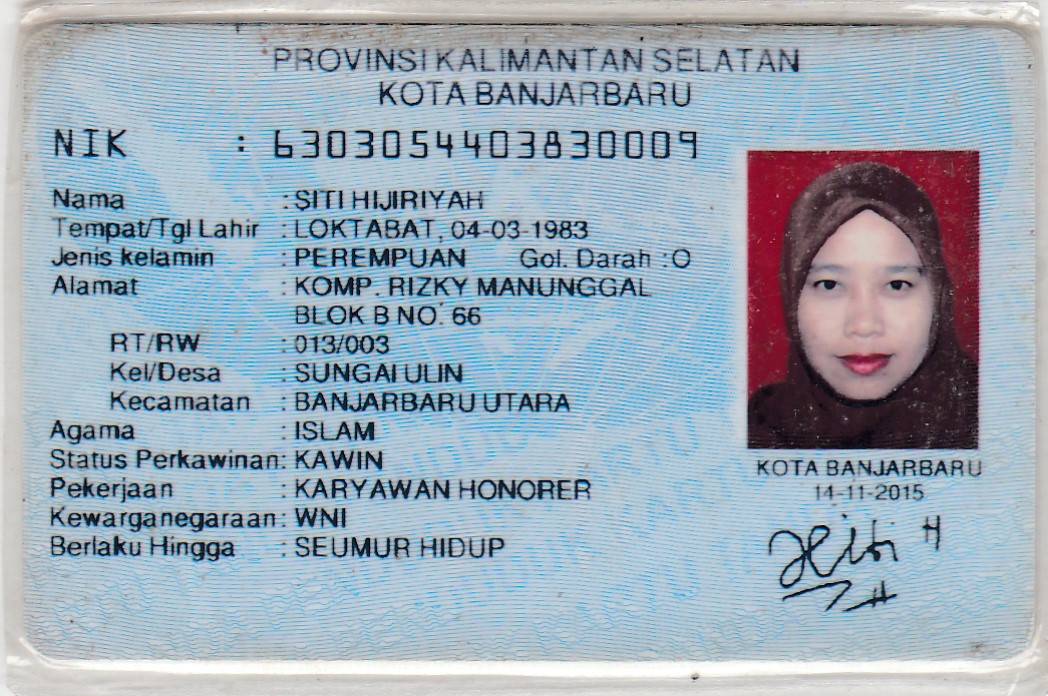 PROVINSI KALIMANTAN SELATAN
KOTA BANJARBARU
NIK : 6303054403830009
Nama : SITI HIJIRIYAH
Tempat/Tgl Lahir : LOKTABAT, 04-03-1983
Jenis kelamin : PEREMPUAN Gol. Darah : O
Alamat : KOMP. RIZKY MANUNGGAL
BLOK B NO. 66
RT/RW : 013/003
Kel/Desa : SUNGAI ULIN
Kecamatan : BANJARBARU UTARA
Agama : ISLAM
Status Perkawinan: KAWIN
Pekerjaan : KARYAWAN HONORER
Kewarganegaraan: WNI
Berlaku Hingga : SEUMUR HIDUP
KOTA BANJARBARU
14-11-2015